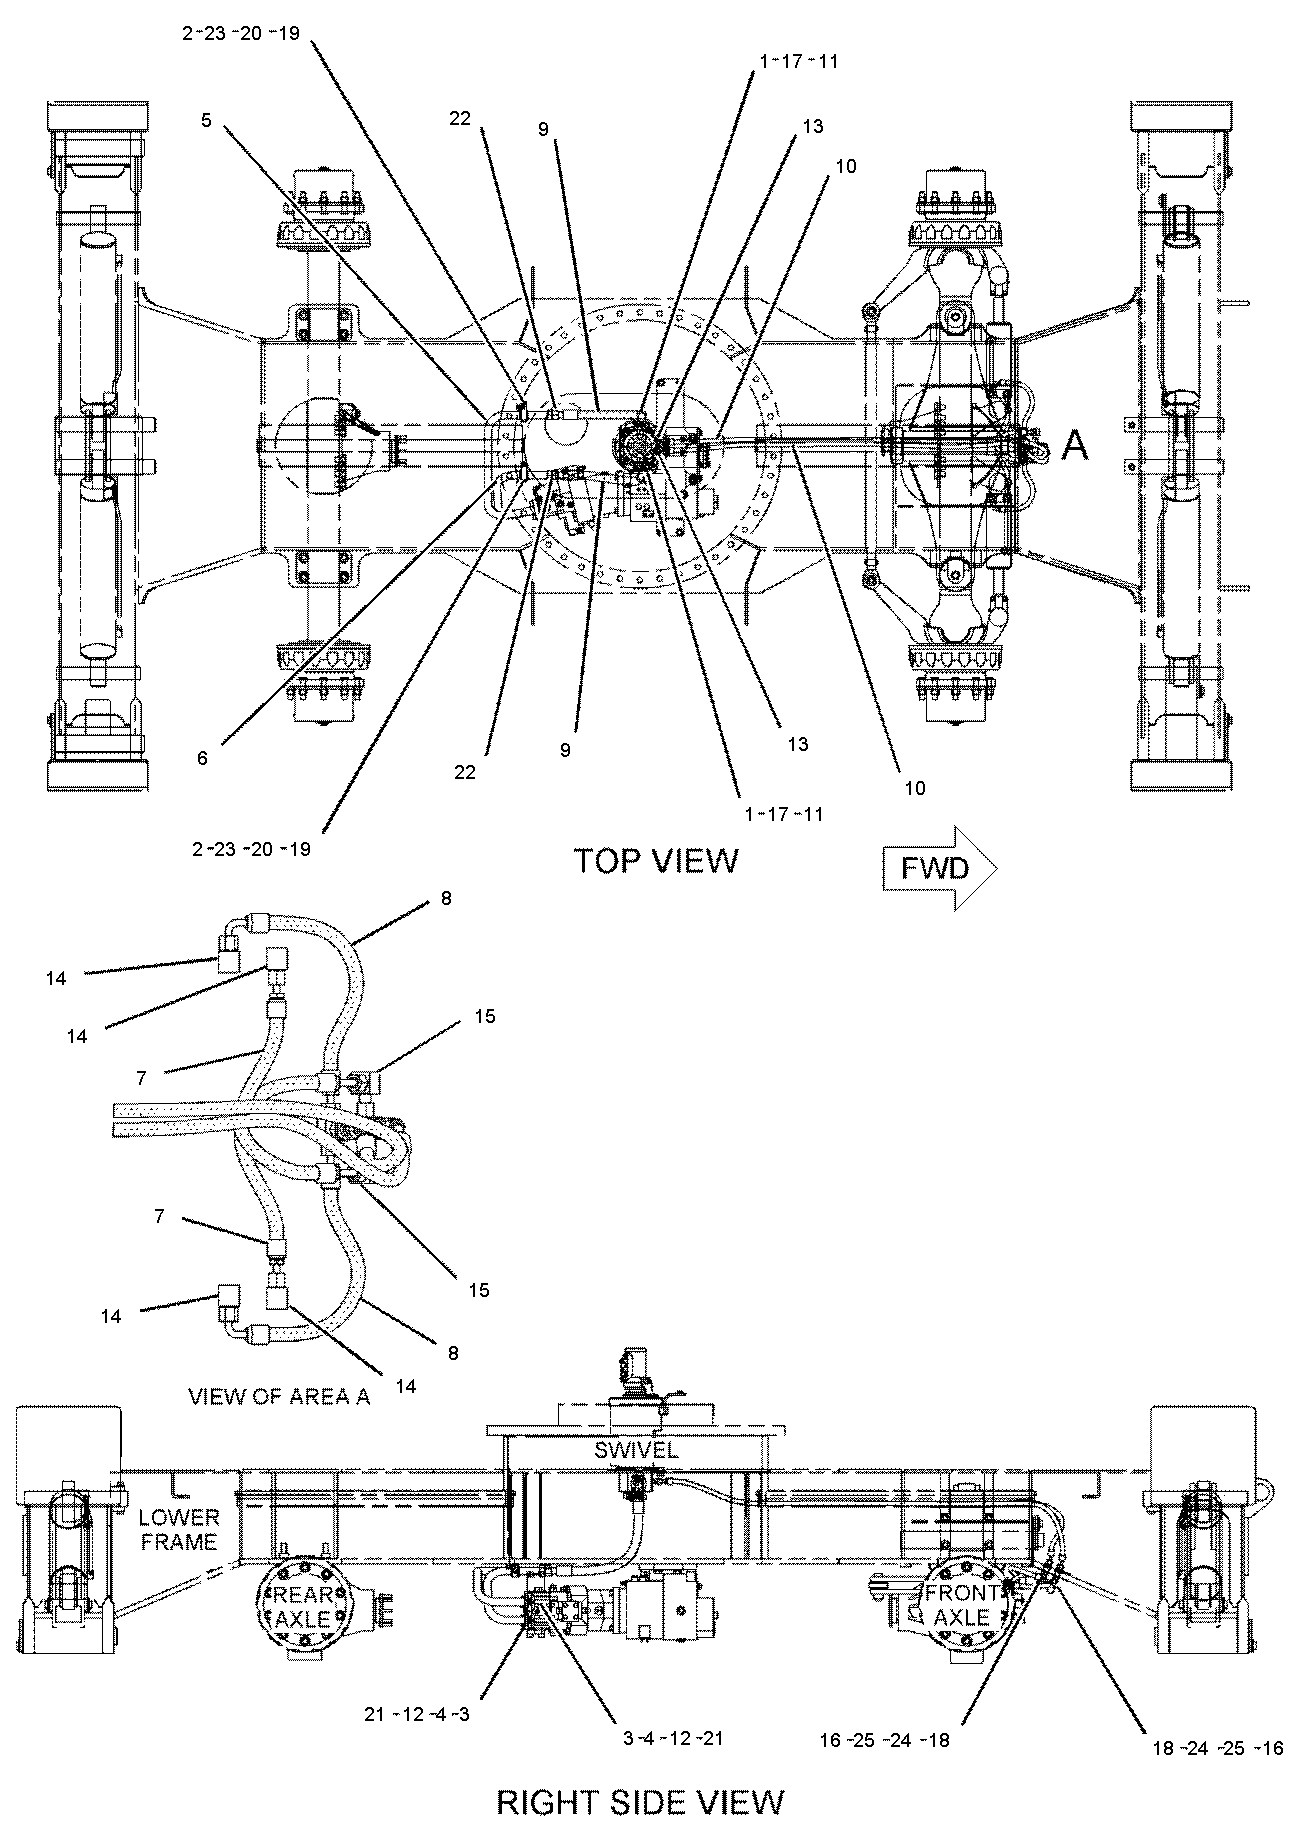 2 -23 -20 -19
1 -17 -11
5
22
9
13
10
A
6
22
9
13
10
1 -17 -11
2 -23 -20 -19
TOP VIEW
FWD
8
14
14
15
7
7
15
14
8
14
VIEW OF AREA A
SWIVEL
LOWER
FRAME
REAR
AXLE
FRONT
AXLE
21 -12 -4 -3
3 -4 -12 -21
16 -25 -24 -18
18 -24 -25 -16
RIGHT SIDE VIEW